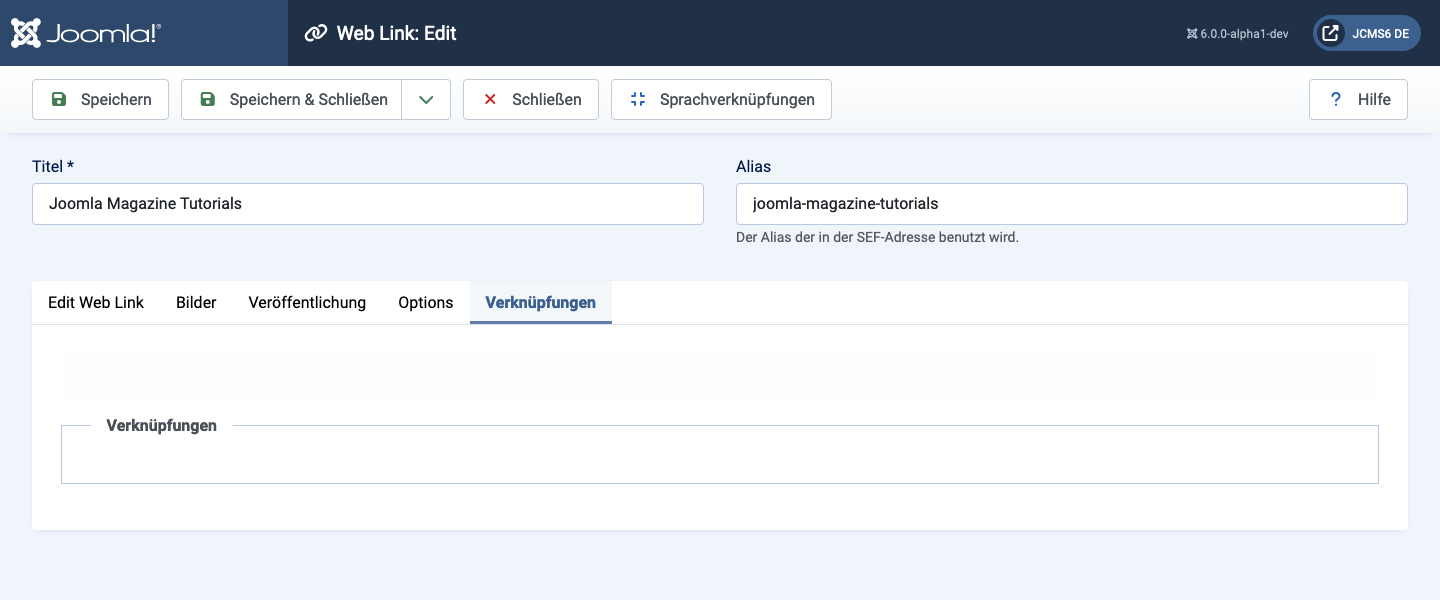 Joomla!® Web Link: Edit 6.0.0-alpha1-dev JCMS6 DE
Speichern Speichern & Schließen Schließen Sprachverknüpfungen ? Hilfe
Titel * Alias
Joomla Magazine Tutorials joomla-magazine-tutorials
Der Alias der in der SEF-Adresse benutzt wird.
Edit Web Link Bilder Veröffentlichung Options Verknüpfungen
Verknüpfungen